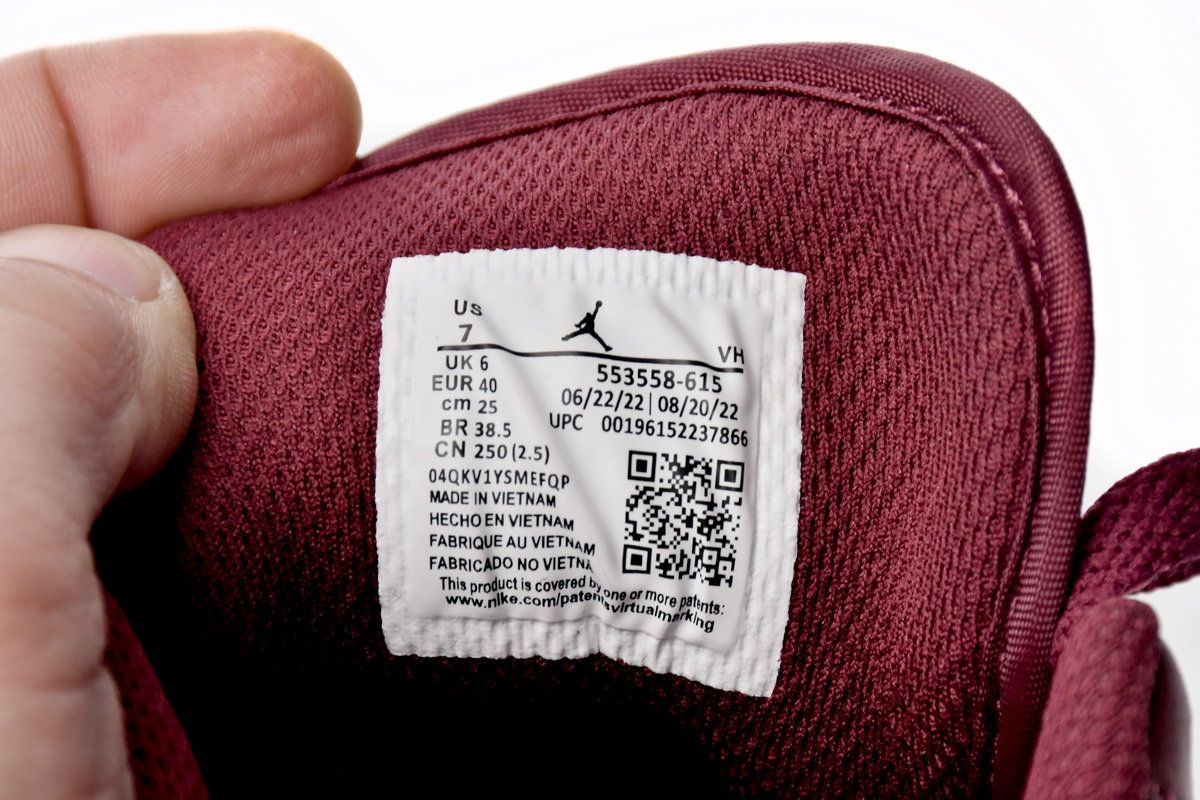 US
7
VH
UK 6
EUR 40
cm 25
BR 38.5
CN 250 (2.5)
553558-615
06/22/22 | 08/20/22
UPC 00196152237866
04QKV1YSMEFQP
MADE IN VIETNAM
HECHO EN VIETNAM
FABRIQUE AU VIETNAM
FABRICADO NO VIETNA
This product is covered by one or more patents:
www.nike.com/patentsvirtualmarking